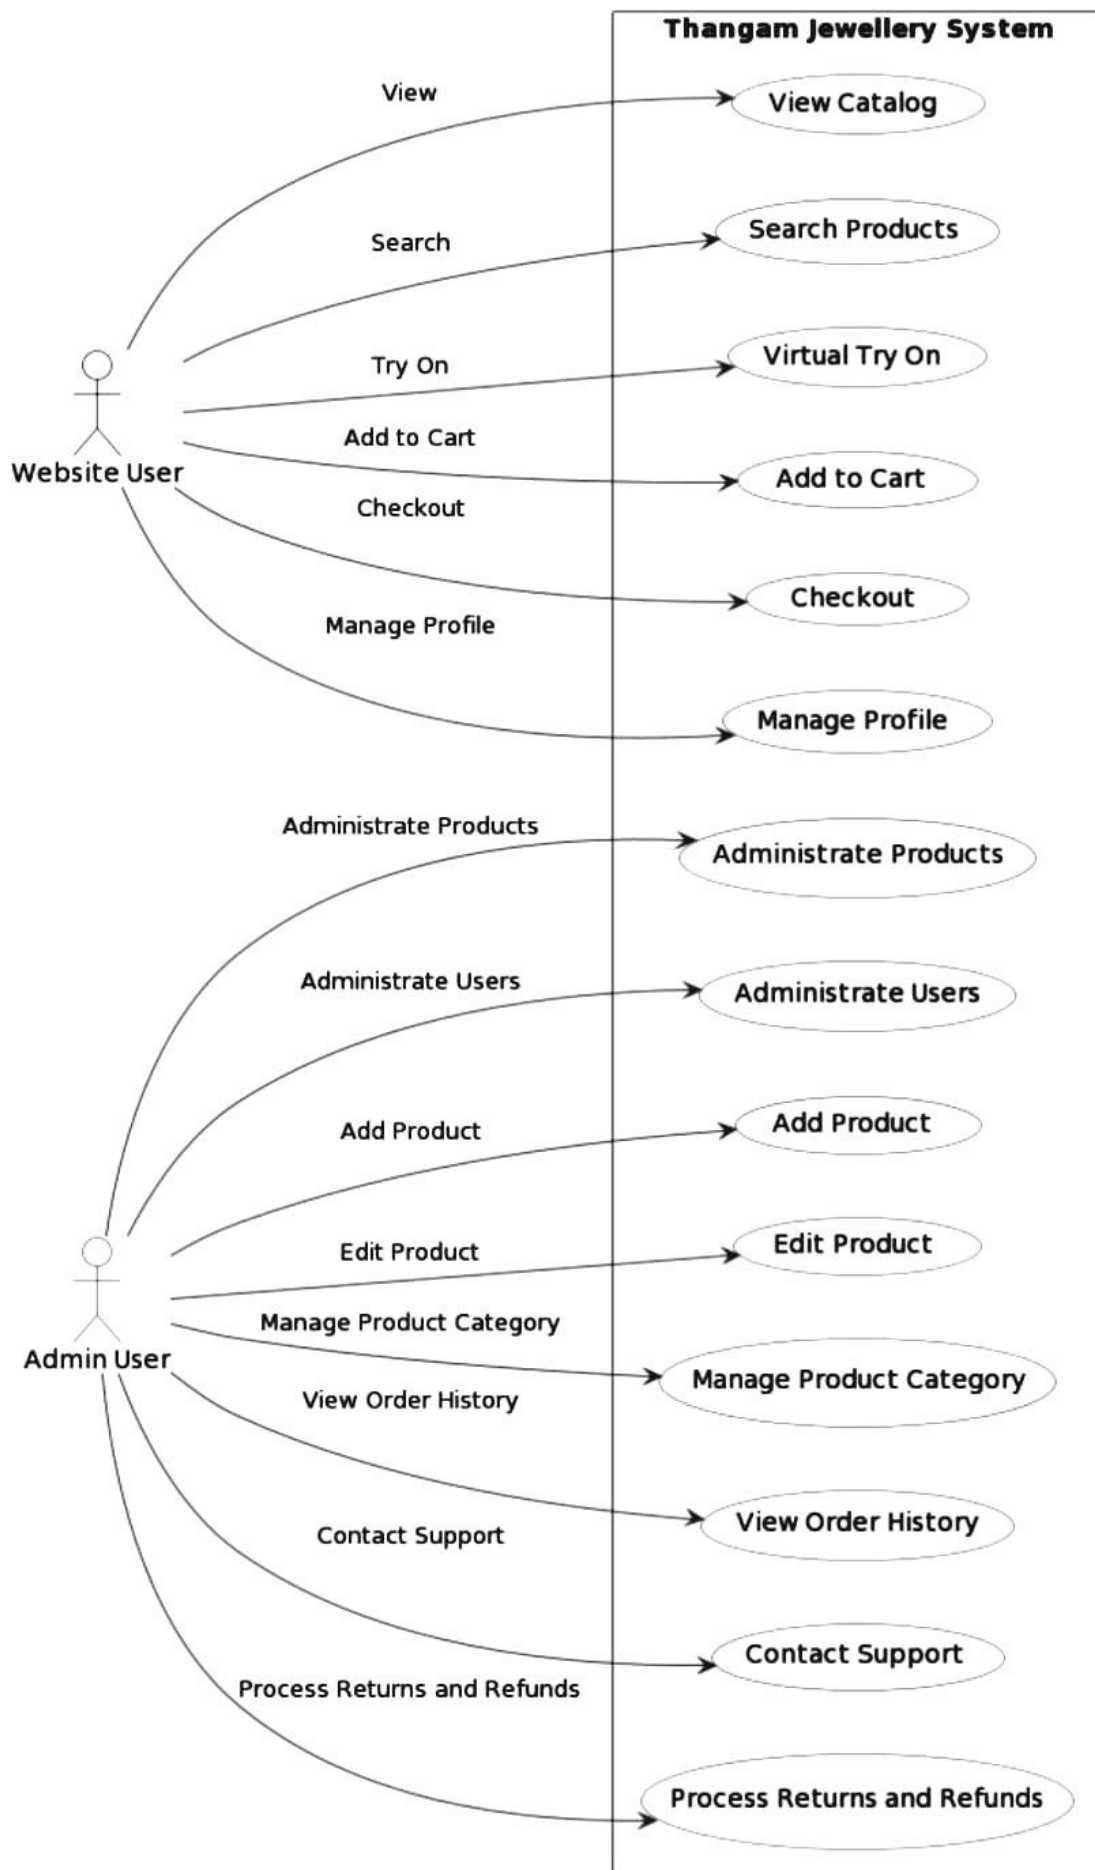 Thangam Jewellery System
View
View Catalog
Search
Search Products
Try On
Virtual Try On
Add to Cart
Add to Cart
Website User
Checkout
Checkout
Manage Profile
Manage Profile
Administrate Products
Administrate Products
Administrate Users
Administrate Users
Add Product
Add Product
Edit Product
Edit Product
Manage Product Category
Admin User
Manage Product Category
View Order History
View Order History
Contact Support
Contact Support
Process Returns and Refunds
Process Returns and Refunds